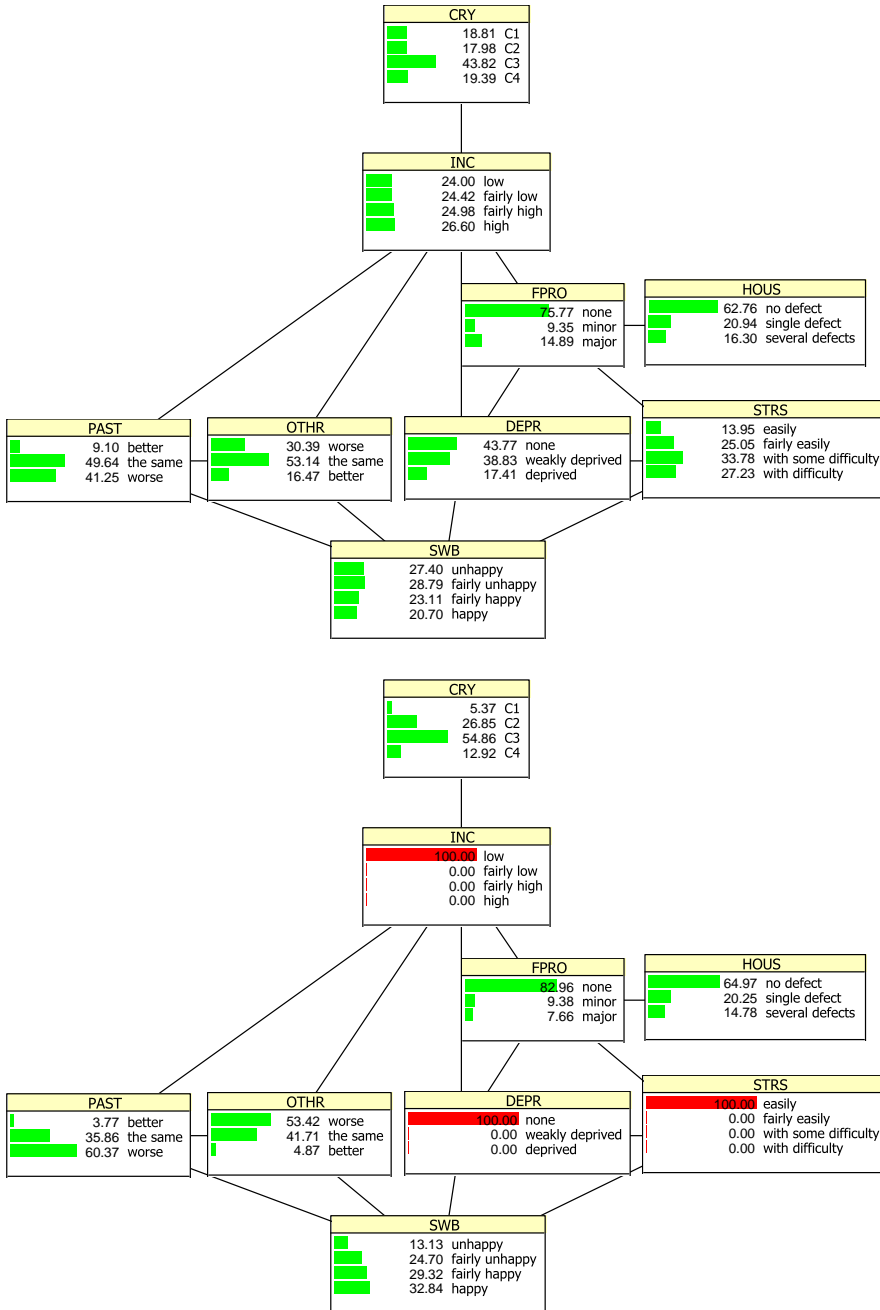 CRY
18.81 C1
17.98 C2
43.82 C3
19.39 C4
INC
24.00 low
24.42 fairly low
24.98 fairly high
26.60 high
FPRO
75.77 none
9.35 minor
14.89 major
HOUS
62.76 no defect
20.94 single defect
16.30 several defects
PAST
9.10 better
49.64 the same
41.25 worse
OTHR
30.39 worse
53.14 the same
16.47 better
DEPR
43.77 none
38.83 weakly deprived
17.41 deprived
STRS
13.95 easily
25.05 fairly easily
33.78 with some difficulty
27.23 with difficulty
SWB
27.40 unhappy
28.79 fairly unhappy
23.11 fairly happy
20.70 happy
CRY
5.37 C1
26.85 C2
54.86 C3
12.92 C4
INC
100.00 low
0.00 fairly low
0.00 fairly high
0.00 high
FPRO
82.96 none
9.38 minor
7.66 major
HOUS
64.97 no defect
20.25 single defect
14.78 several defects
PAST
3.77 better
35.86 the same
60.37 worse
OTHR
53.42 worse
41.71 the same
4.87 better
DEPR
100.00 none
0.00 weakly deprived
0.00 deprived
STRS
100.00 easily
0.00 fairly easily
0.00 with some difficulty
0.00 with difficulty
SWB
13.13 unhappy
24.70 fairly unhappy
29.32 fairly happy
32.84 happy